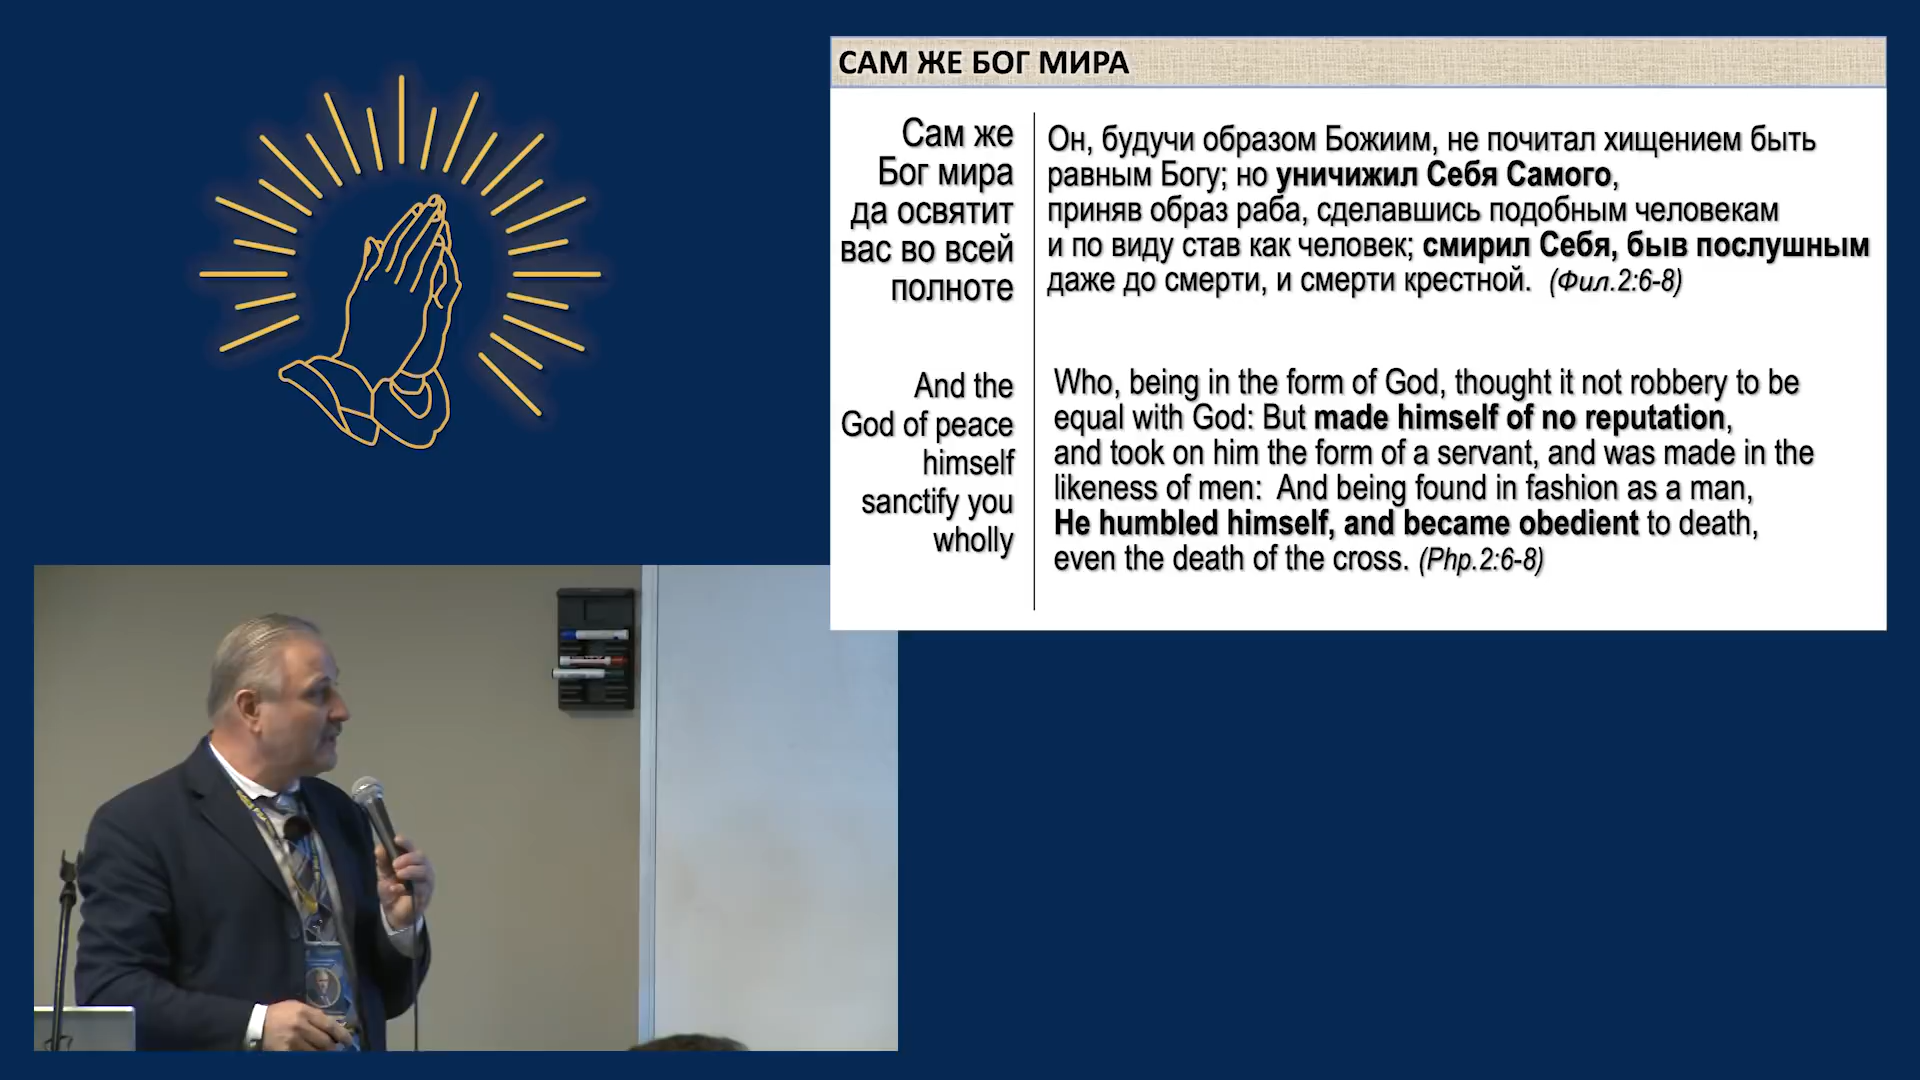 САМ ЖЕ БОГ МИРА
Сам же
Бог мира
да освятит
вас во всей
полноте
Он, будучи образом Божиим, не почитал хищением быть
равным Богу; но уничижил Себя Самого,
приняв образ раба, сделавшись подобным человекам
и по виду став как человек; смирил Себя, быв послушным
даже до смерти, и смерти крестной. (Фил.2:6-8)
And the
God of peace
himself
sanctify you
wholly
Who, being in the form of God, thought it not robbery to be
equal with God: But made himself of no reputation,
and took on him the form of a servant, and was made in the
likeness of men: And being found in fashion as a man,
He humbled himself, and became obedient to death,
even the death of the cross. (Php.2:6-8)